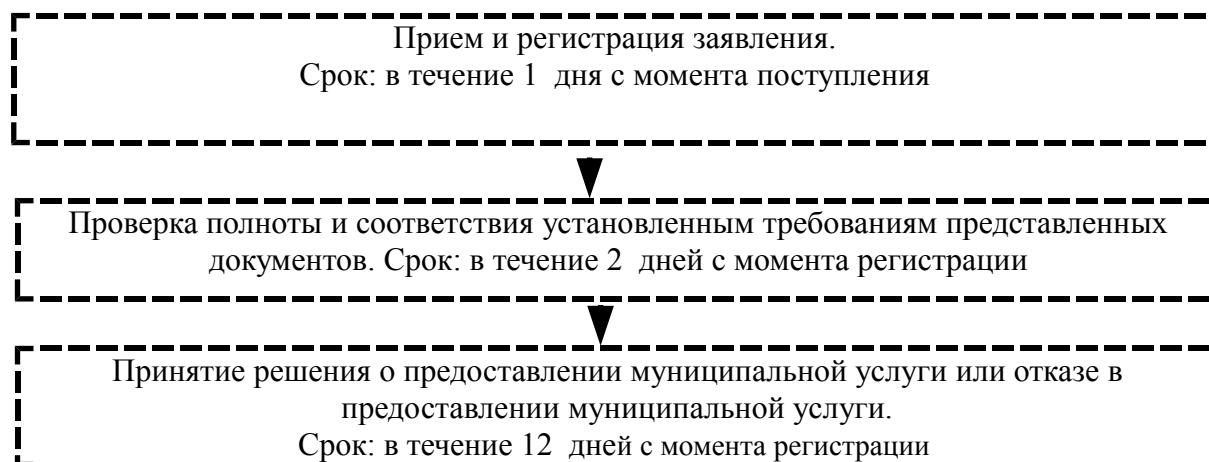 Прием и регистрация заявления.
Срок: в течение 1 дня с момента поступления
Проверка полноты и соответствия установленным требованиям представленных
документов. Срок: в течение 2 дней с момента регистрации
Принятие решения о предоставлении муниципальной услуги или отказе в
предоставлении муниципальной услуги.
Срок: в течение 12 дней с момента регистрации